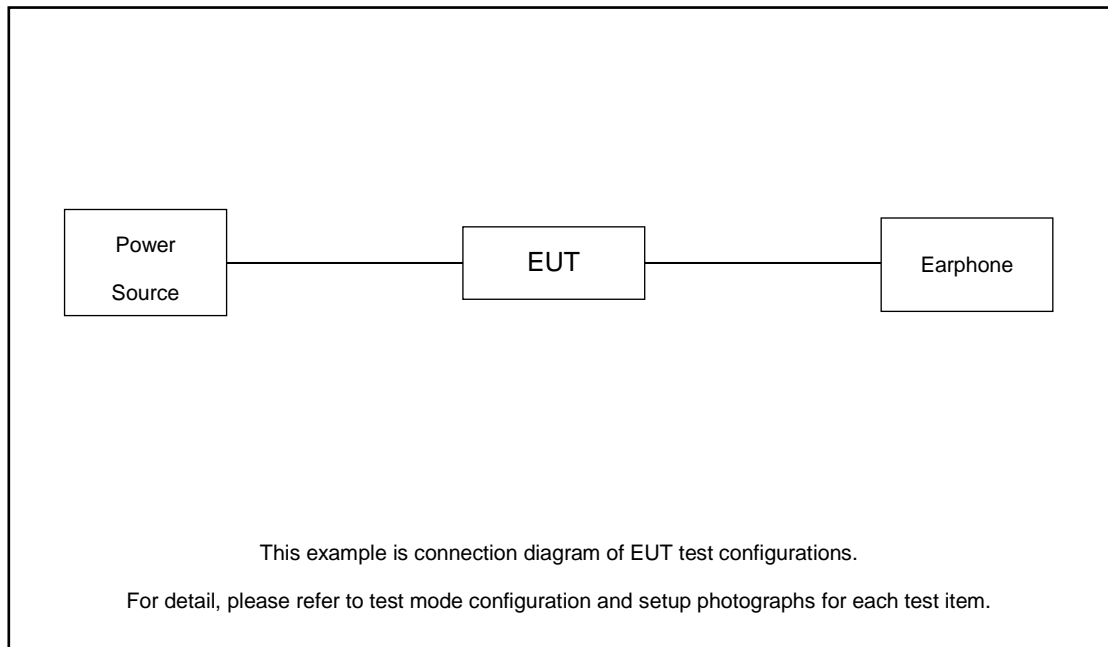 Power
Source
EUT
Earphone
This example is connection diagram of EUT test configurations.
For detail, please refer to test mode configuration and setup photographs for each test item.